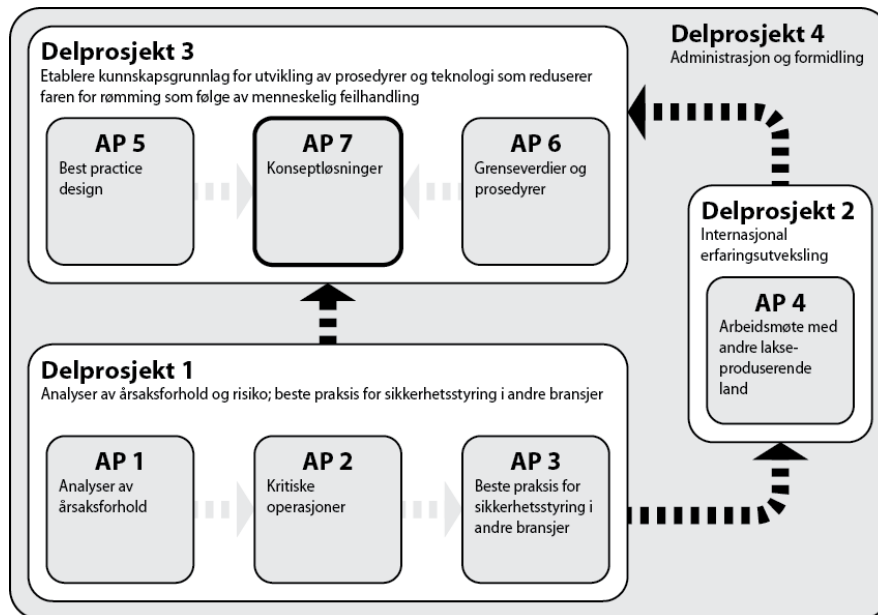 Delprosjekt 3
Etablere kunnskapsgrunnlag for utvikling av prosedyrer og teknologi som reduserer
faren for rømming som følge av menneskelig feilhandling
AP 5
Best practice
design
AP 7
Konseptløsninger
AP 6
Grenseverdier og
prosedyrer
Delprosjekt 4
Administrasjon og formidling
Delprosjekt 2
Internasjonal
erfaringsutveksling
AP 4
Arbeidsmøte med
andre lakse-
produserende
land
Delprosjekt 1
Analyser av årsaksforhold og risiko; beste praksis for sikkerhetsstyring i andre bransjer
AP 1
Analyser av
årsaksforhold
AP 2
Kritiske
operasjoner
AP 3
Beste praksis for
sikkerhetsstyring i
andre bransjer